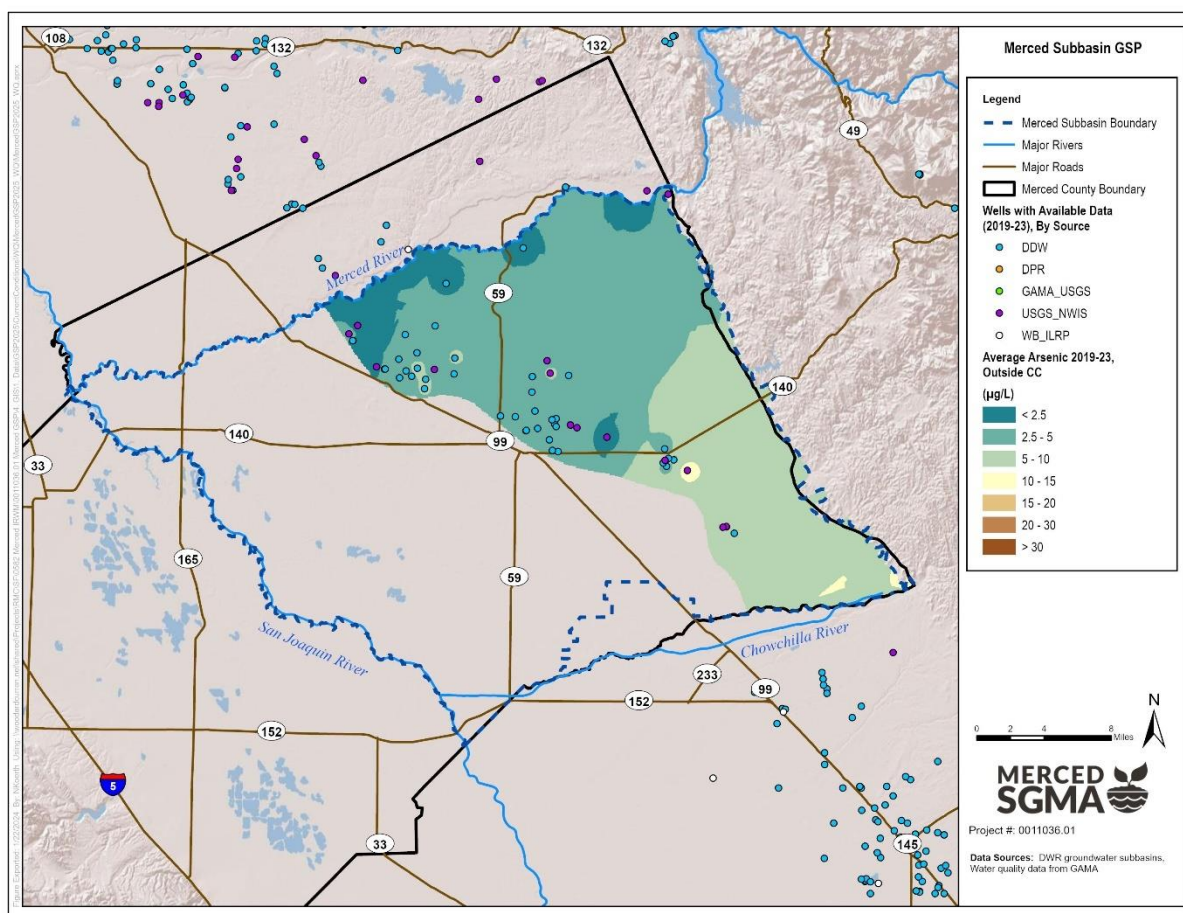 108
132
132
49
Merced River
59
140
140
99
33
165
59
San Joaquin River
Chowchilla River
233
99
152
152
5
33
145
Merced Subbasin GSP
Legend
Merced Subbasin Boundary
Major Rivers
Major Roads
Merced County Boundary
Wells with Available Data
(2019-23), By Source
DDW
DPR
GAMA_USGS
USGS_NWIS
WB_ILRP
Average Arsenic 2019-23,
Outside CC
(µg/L)
< 2.5
2.5 - 5
5 - 10
10 - 15
15 - 20
20 - 30
> 30
N
0 2 4 8
Miles
MERCED
SGMA
Project #: 0011036.01
Data Sources: DWR groundwater subbasins,
Water quality data from GAMA